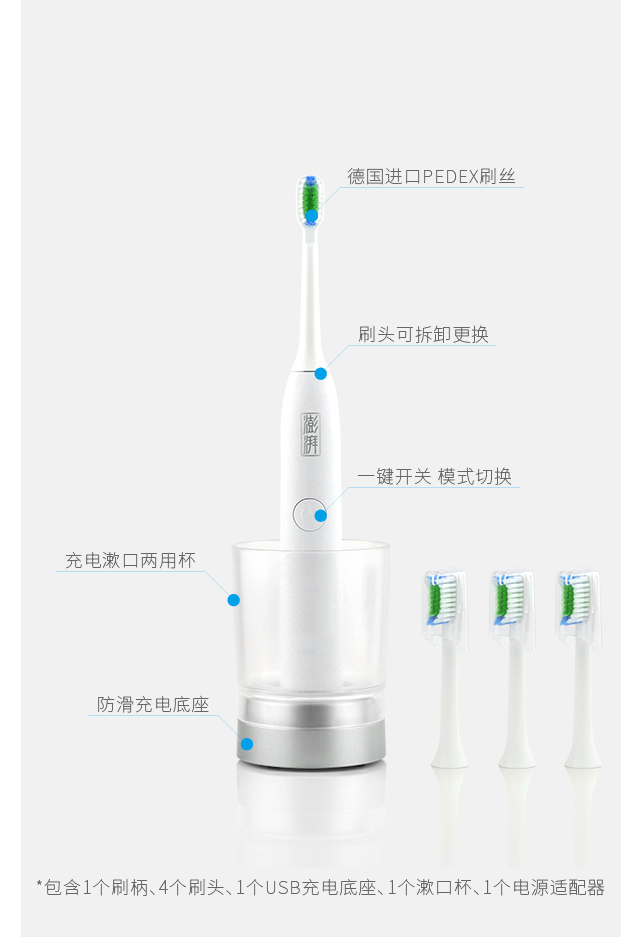 德国进口PEDEX刷丝
刷头可拆卸更换
澎湃
一键开关 模式切换
充电漱口两用杯
防滑充电底座
*包含1个刷柄、4个刷头、1个USB充电底座、1个漱口杯、1个电源适配器